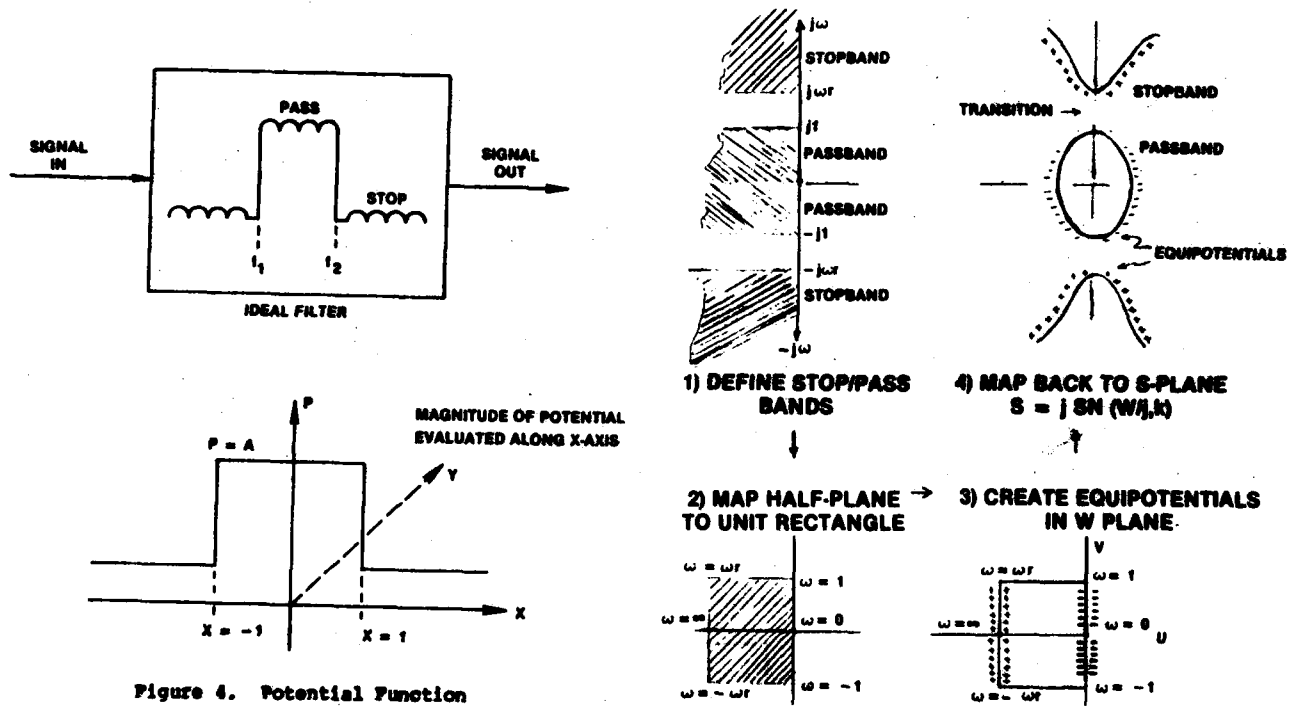 SIGNAL
IN
PASS
STOP
f1
f2
SIGNAL
OUT
IDEAL FILTER
P
P = A
MAGNITUDE OF POTENTIAL
EVALUATED ALONG X-AXIS
Y
X
X = -1
X = 1
Figure 4. Potential Function
jω
STOPBAND
jωr
j1
PASSBAND
PASSBAND
-j1
-jωr
STOPBAND
-jω
1) DEFINE STOP/PASS
BANDS
2) MAP HALF-PLANE
TO UNIT RECTANGLE
ω = ωr
ω = 1
ω = ∞
ω = 0
ω = - ωr
ω = -1
STOPBAND
TRANSITION
PASSBAND
EQUIPOTENTIALS
4) MAP BACK TO S-PLANE
S = j SN (W/j,k)
3) CREATE EQUIPOTENTIALS
IN W PLANE
V
ω = ωr
ω = 1
ω = ∞
ω = 0
U
ω = - ωr
ω = -1